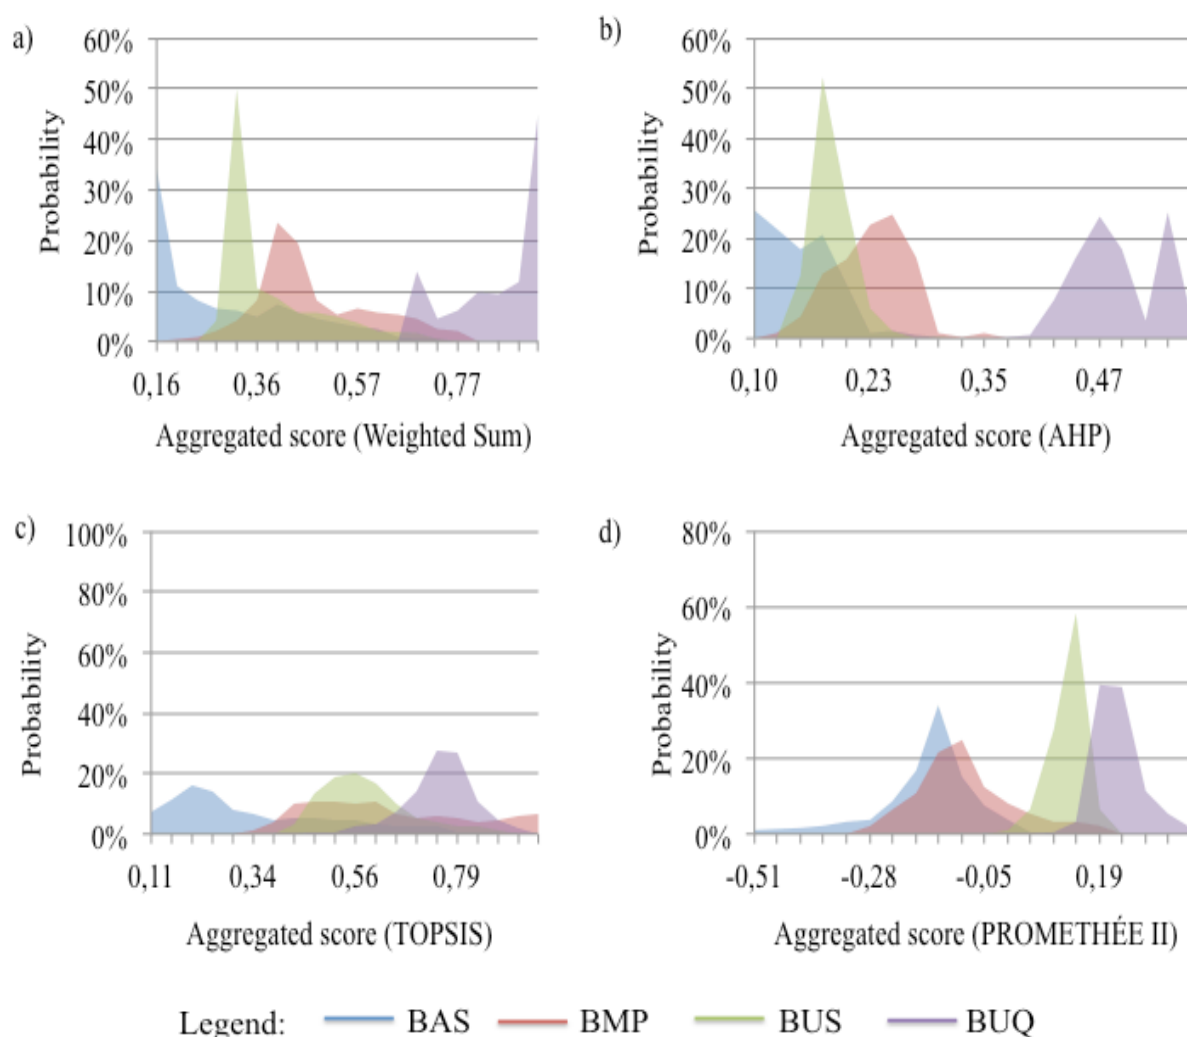 a)
60%
50%
40%
30%
20%
10%
0%
Probability
0,16 0,36 0,57 0,77
Aggregated score (Weighted Sum)
b)
60%
50%
40%
30%
20%
10%
0%
Probability
0,10 0,23 0,35 0,47
Aggregated score (AHP)
c)
100%
80%
60%
40%
20%
0%
Probability
0,11 0,34 0,56 0,79
Aggregated score (TOPSIS)
d)
80%
60%
40%
20%
0%
Probability
-0,51 -0,28 -0,05 0,19
Aggregated score (PROMETHÉE II)
Legend: BAS BMP BUS BUQ